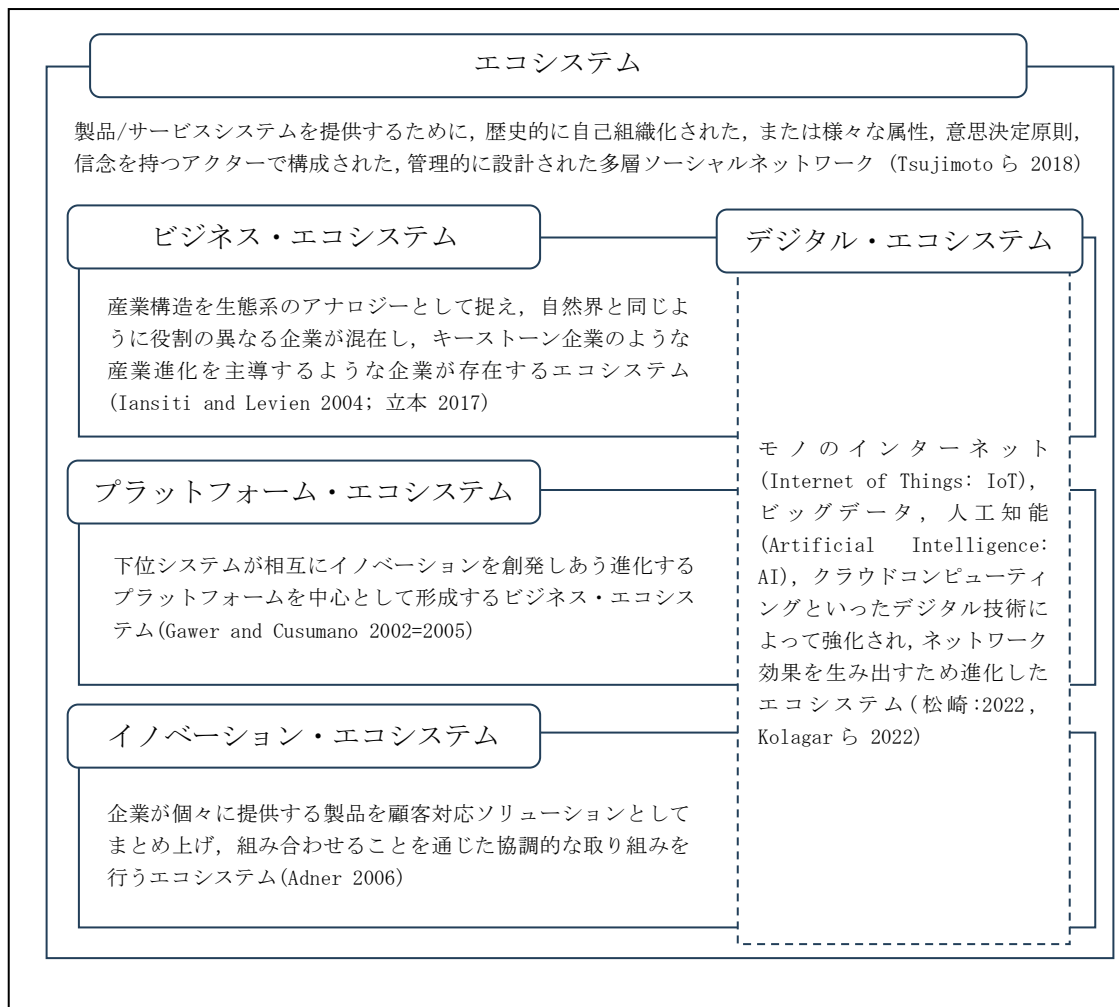 エコシステム
製品/サービスシステムを提供するために, 歴史的に自己組織化された, または様々な属性, 意思決定原則,
信念を持つアクターで構成された, 管理的に設計された多層ソーシャルネットワーク (Tsujimotoら 2018)
ビジネス・エコシステム
産業構造を生態系のアナロジーとして捉え, 自然界と同じよ
うに役割の異なる企業が混在し, キーストーン企業のような
産業進化を主導するような企業が存在するエコシステム
(Iansiti and Levien 2004; 立本 2017)
プラットフォーム・エコシステム
下位システムが相互にイノベーションを創発しあう進化する
プラットフォームを中心として形成するビジネス・エコシス
テム(Gawer and Cusumano 2002=2005)
イノベーション・エコシステム
企業が個々に提供する製品を顧客対応ソリューションとして
まとめ上げ, 組み合わせることを通じた協調的な取り組みを
行うエコシステム(Adner 2006)
デジタル・エコシステム
モノのインターネット
(Internet of Things: IoT),
ビッグデータ, 人工知能
(Artificial Intelligence:
AI), クラウドコンピューティ
ングといったデジタル技術に
よって強化され, ネットワーク
効果を生み出すため進化した
エコシステム(松崎:2022,
Kolagarら 2022)